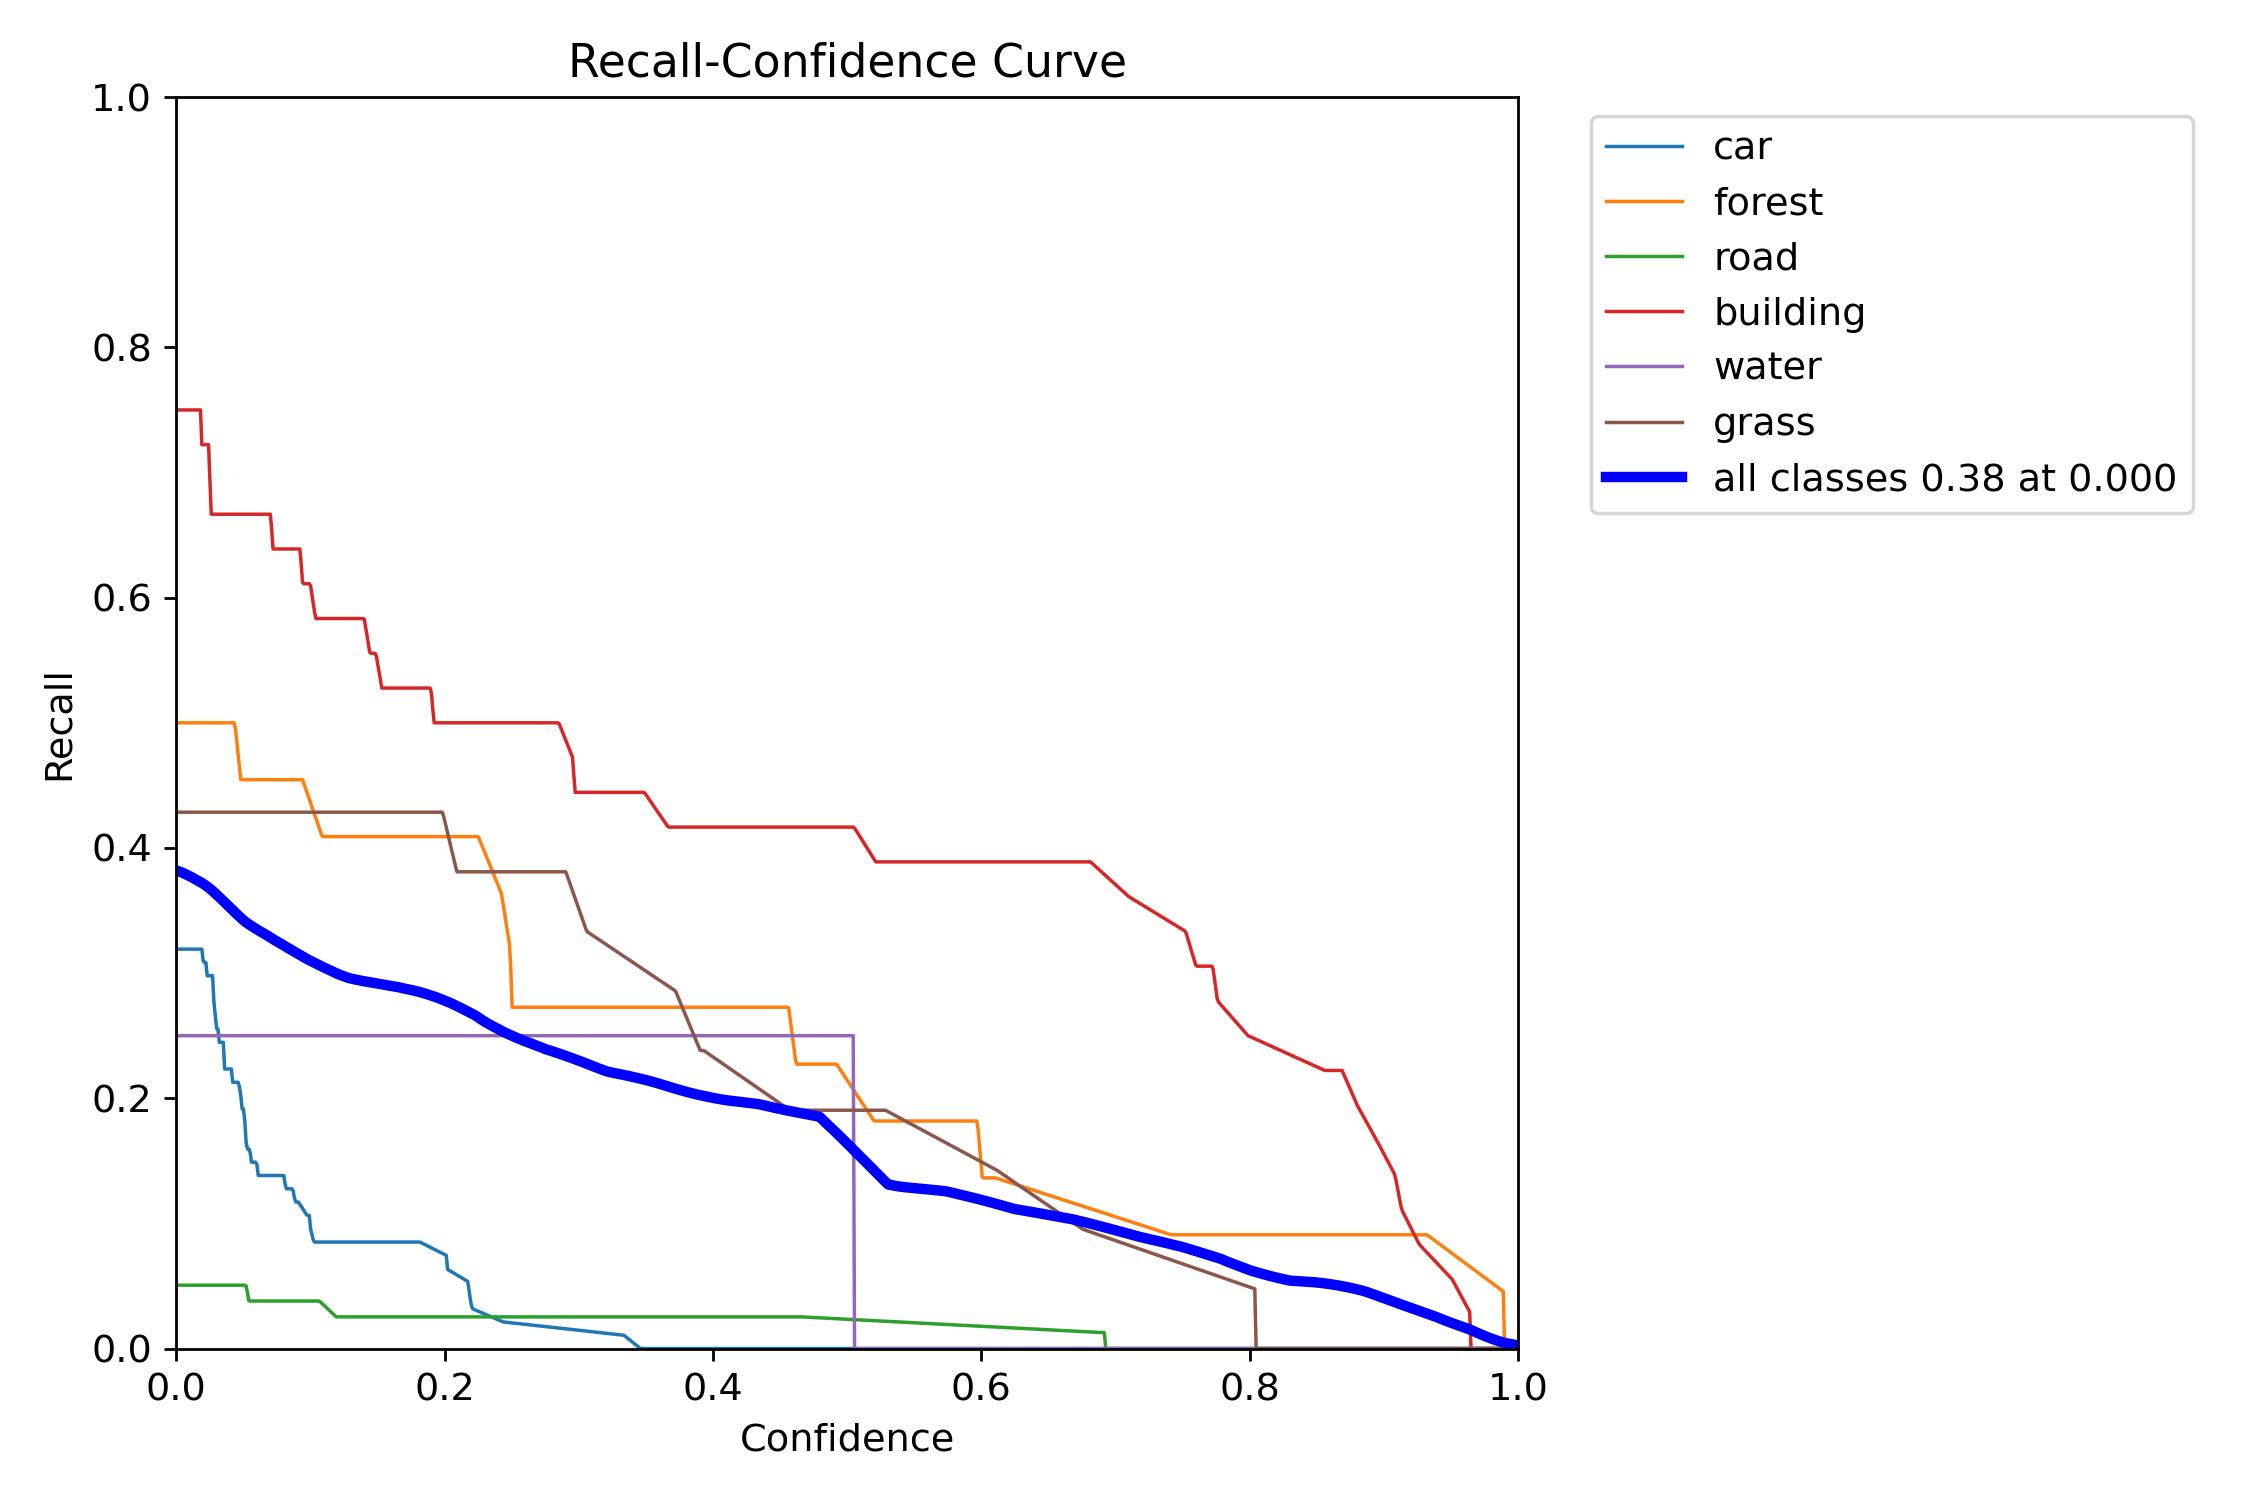 Recall-Confidence Curve
1.0
0.8
0.6
0.4
0.2
0.0
Recall
0.0 0.2 0.4 0.6 0.8 1.0
Confidence
car
forest
road
building
water
grass
all classes 0.38 at 0.000